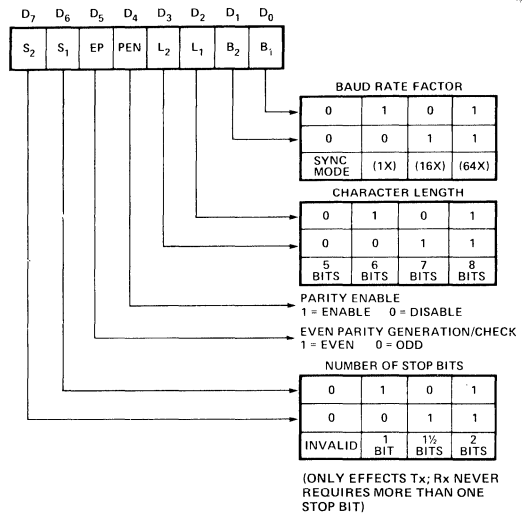 D7 D6 D5 D4 D3 D2 D1 D0
S2 S1 EP PEN L2 L1 B2 B1
BAUD RATE FACTOR
0 1 0 1
0 0 1 1
SYNC MODE (1X) (16X) (64X)
CHARACTER LENGTH
0 1 0 1
0 0 1 1
5 BITS 6 BITS 7 BITS 8 BITS
PARITY ENABLE
1 = ENABLE 0 = DISABLE
EVEN PARITY GENERATION/CHECK
1 = EVEN 0 = ODD
NUMBER OF STOP BITS
0 1 0 1
0 0 1 1
INVALID 1 BIT 1½ BITS 2 BITS
(ONLY EFFECTS Tx; Rx NEVER
REQUIRES MORE THAN ONE
STOP BIT)